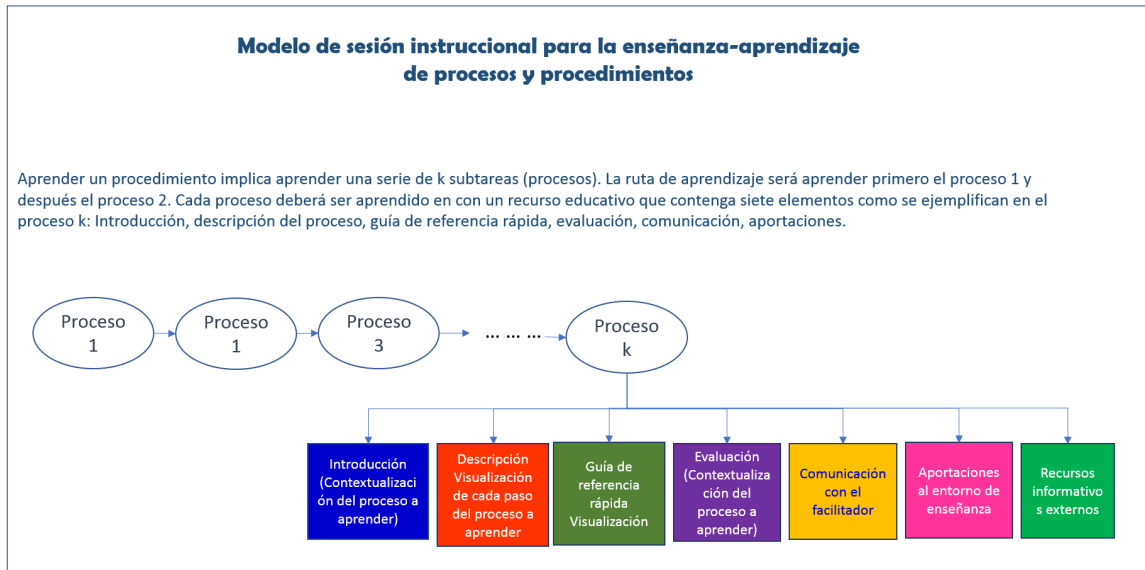 Modelo de sesión instruccional para la enseñanza-aprendizaje
de procesos y procedimientos
Aprender un procedimiento implica aprender una serie de k subtareas (procesos). La ruta de aprendizaje será aprender primero el proceso 1 y
después el proceso 2. Cada proceso deberá ser aprendido en con un recurso educativo que contenga siete elementos como se ejemplifican en el
proceso k: Introducción, descripción del proceso, guía de referencia rápida, evaluación, comunicación, aportaciones.
Proceso
1
Proceso
1
Proceso
3
... ... ...
Proceso
k
Introducción
(Contextualizaci
ón del proceso a
aprender)
Descripción
Visualización
de cada paso
del proceso a
aprender
Guía de
referencia
rápida
Visualización
Evaluación
(Contextualiza
ción del
proceso a
aprender)
Comunicación
con el
facilitador
Aportaciones
al entorno de
enseñanza
Recursos
informativo
s externos